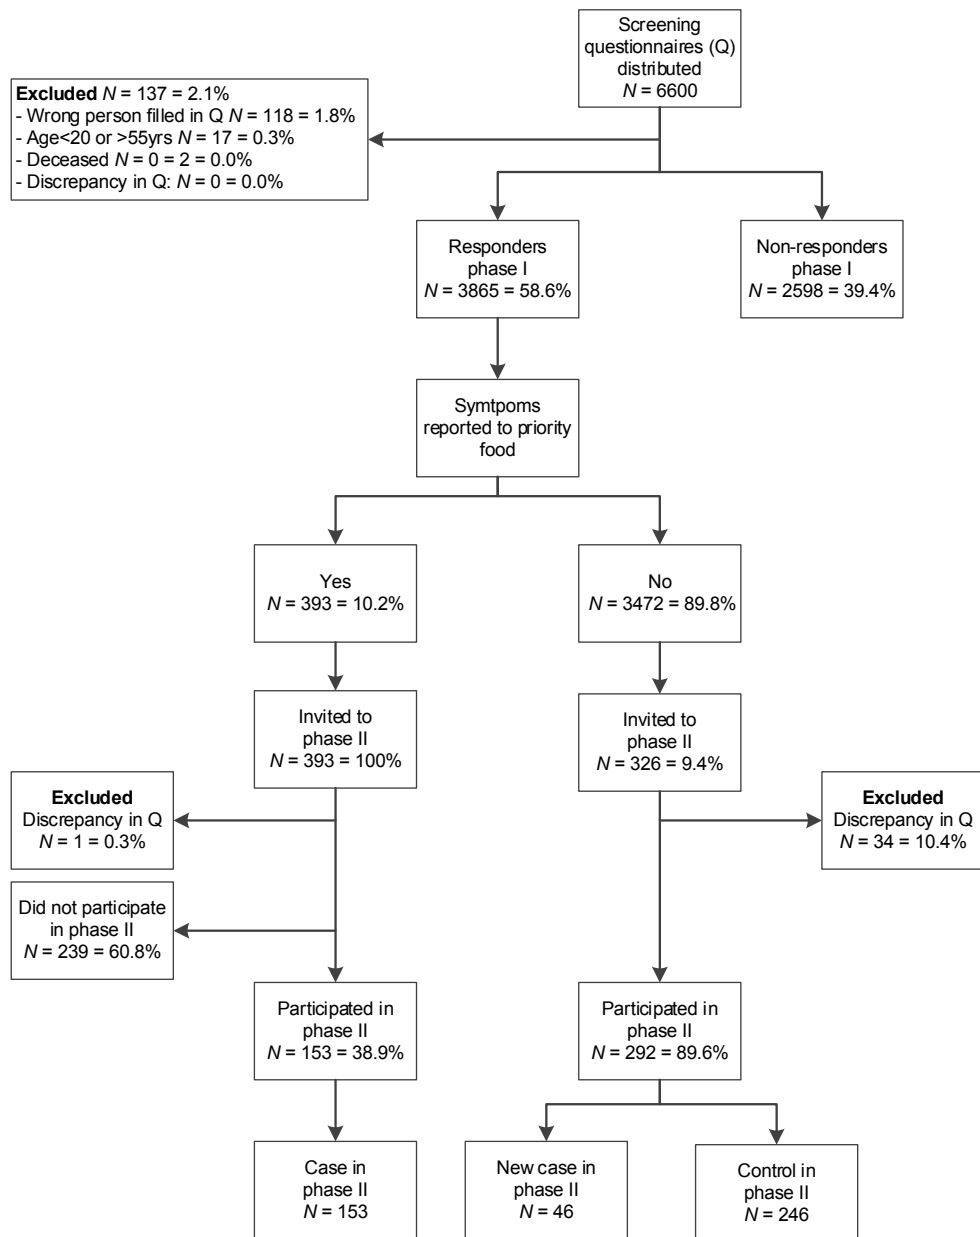 Screening
questionnaires (Q)
distributed
N = 6600
Excluded N = 137 = 2.1%
- Wrong person filled in Q N = 118 = 1.8%
- Age<20 or >55yrs N = 17 = 0.3%
- Deceased N = 0 = 2 = 0.0%
- Discrepancy in Q: N = 0 = 0.0%
Responders
phase I
N = 3865 = 58.6%
Non-responders
phase I
N = 2598 = 39.4%
Symtpoms
reported to priority
food
Yes
N = 393 = 10.2%
No
N = 3472 = 89.8%
Invited to
phase II
N = 393 = 100%
Invited to
phase II
N = 326 = 9.4%
Excluded
Discrepancy in Q
N = 1 = 0.3%
Excluded
Discrepancy in Q
N = 34 = 10.4%
Did not participate
in phase II
N = 239 = 60.8%
Participated in
phase II
N = 153 = 38.9%
Participated in
phase II
N = 292 = 89.6%
Case in
phase II
N = 153
New case in
phase II
N = 46
Control in
phase II
N = 246